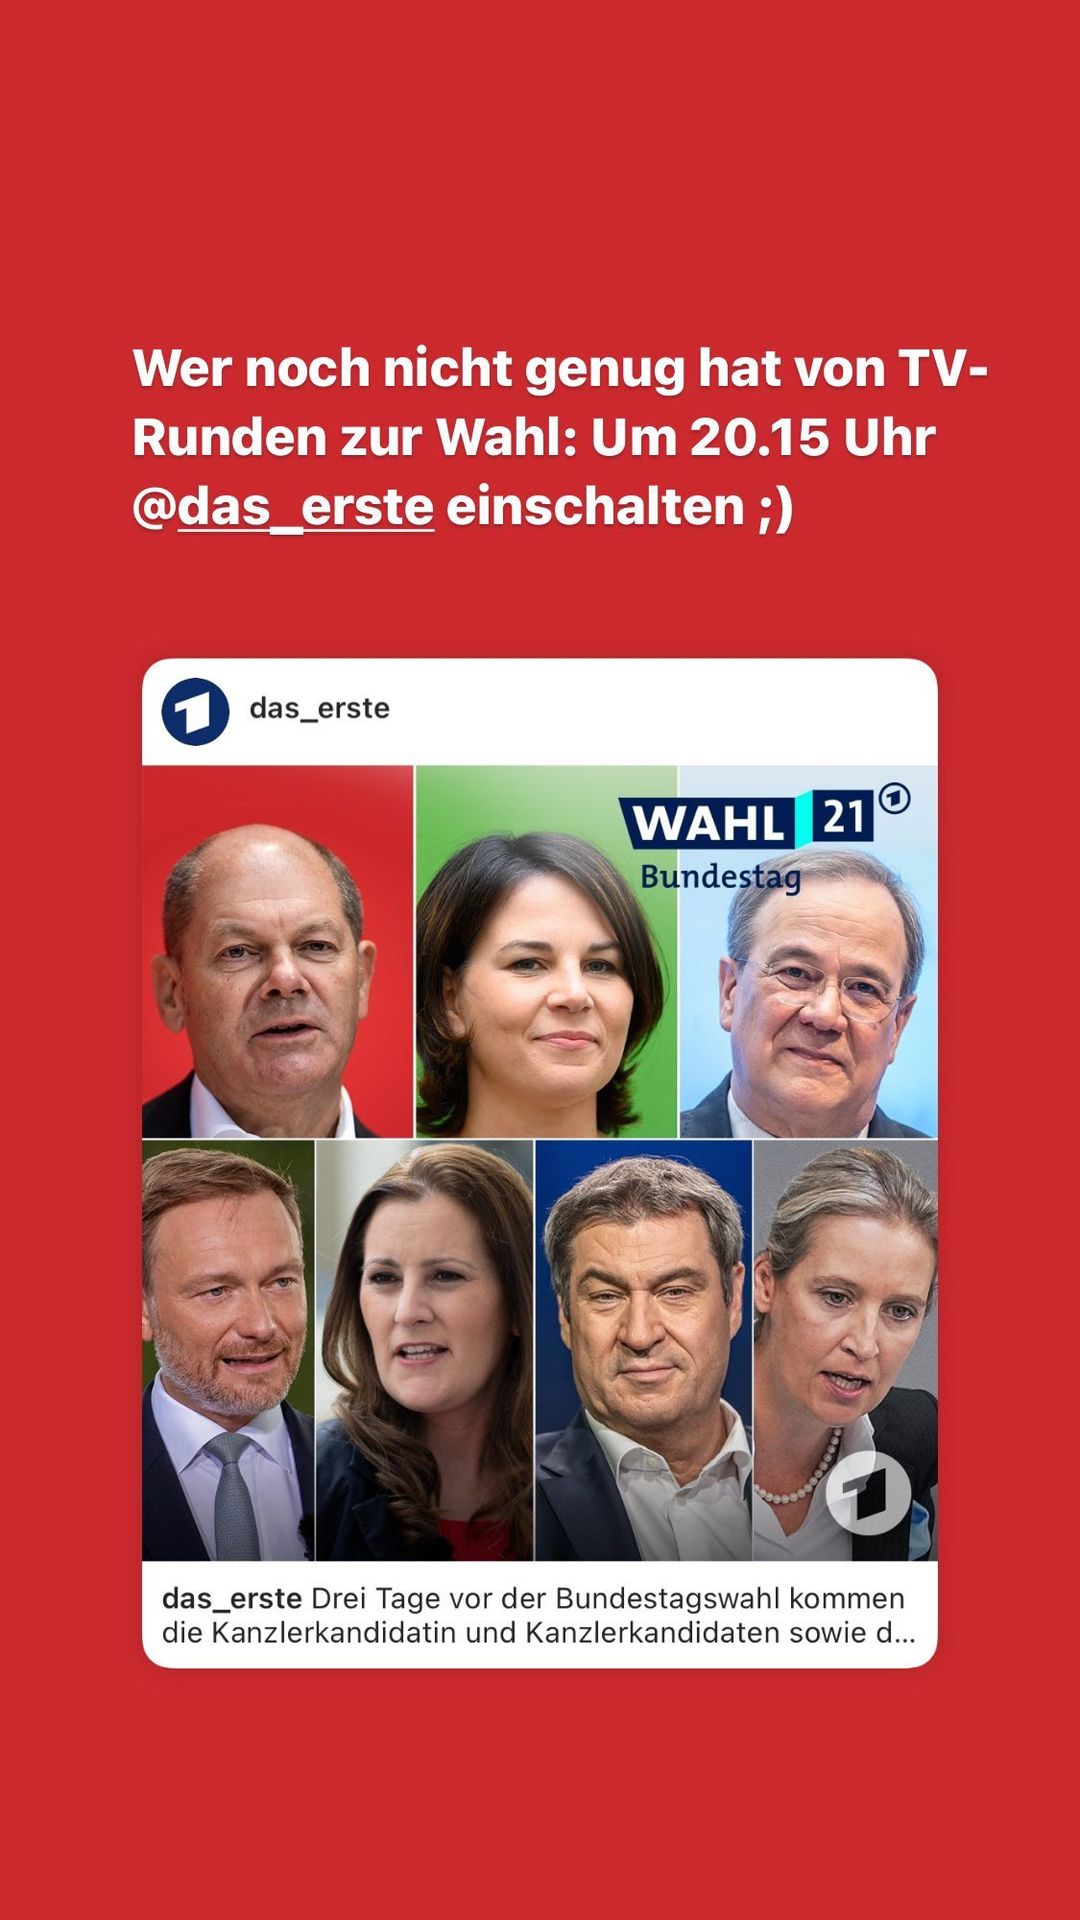 Wer noch nicht genug hat von TV-
Runden zur Wahl: Um 20.15 Uhr
@das_erste einschalten ;)
das_erste
WAHL 21
Bundestag
das_erste Drei Tage vor der Bundestagswahl kommen
die Kanzlerkandidatin und Kanzlerkandidaten sowie d...